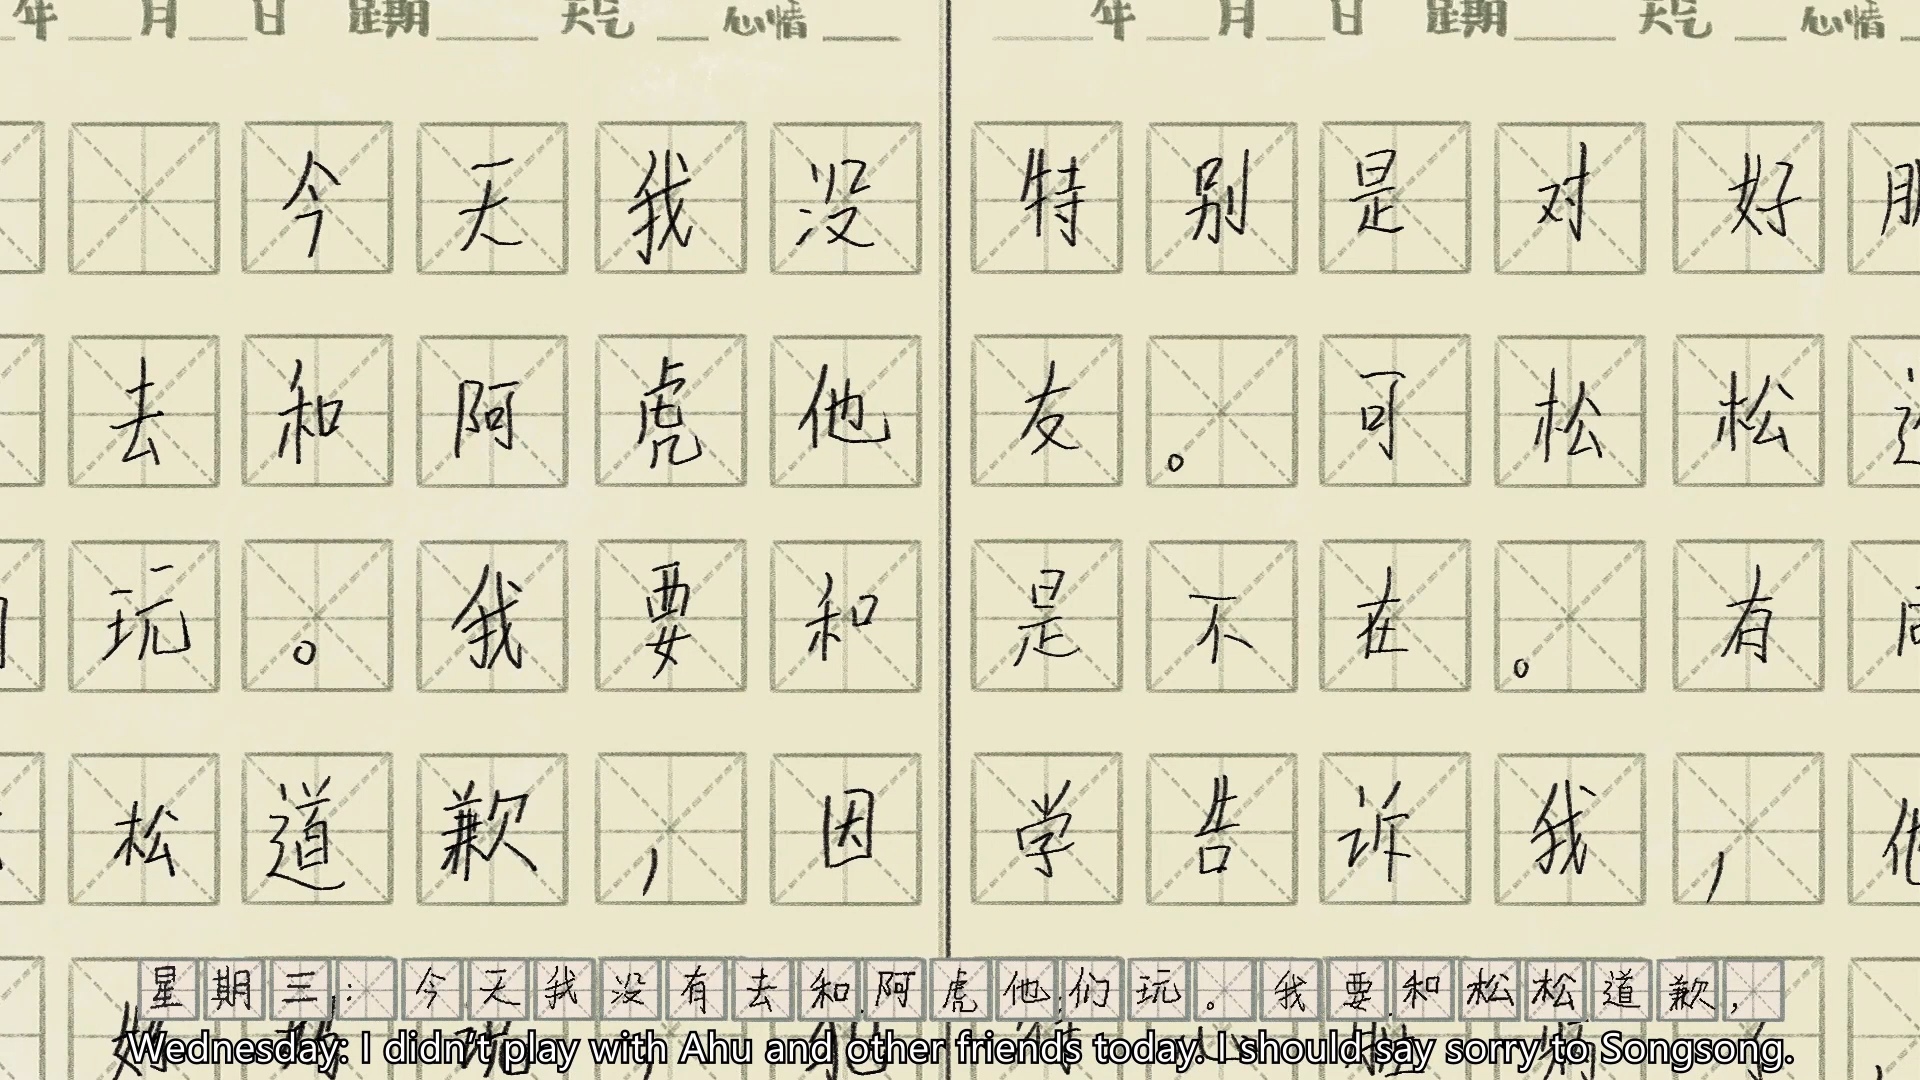 年 月 日 星期 天气 心情
今天我没
去和阿虎他
玩。我要和
松道歉,因
年 月 日 星期 天气 心情
特别是对好朋
友。可松松
是不在。有同
学告诉我,他
星期三:今天我没有去和阿虎他们玩。我要和松松道歉,
Wednesday: I didn't play with Ahu and other friends today. I should say sorry to Songsong.